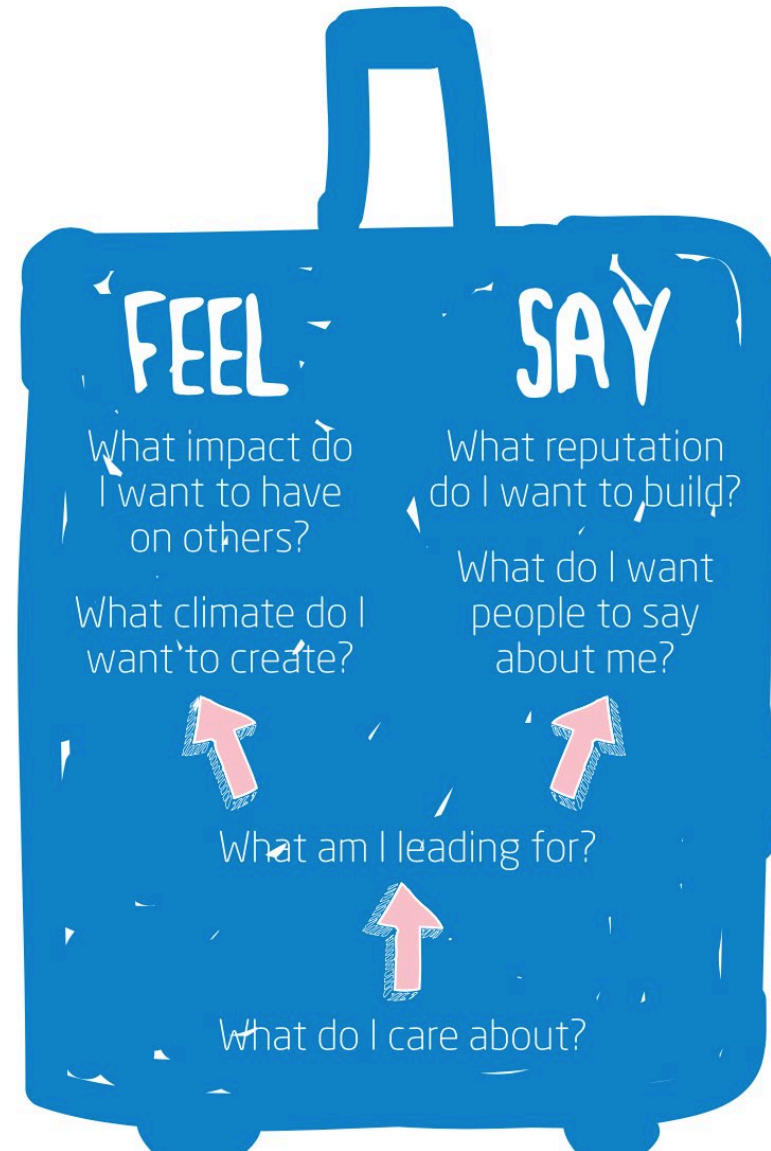 FEEL
What impact do
I want to have
on others?
What climate do I
want to create?
SAY
What reputation
do I want to build?
What do I want
people to say
about me?
What am I leading for?
What do I care about?